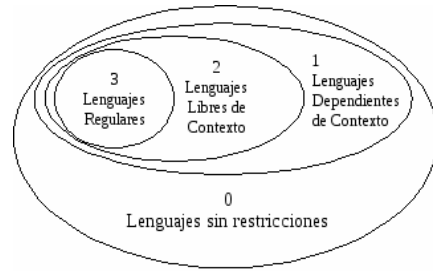 3
Lenguajes
Regulares
2
Lenguajes
Libres de
Contexto
1
Lenguajes
Dependientes
de Contexto
0
Lenguajes sin restricciones